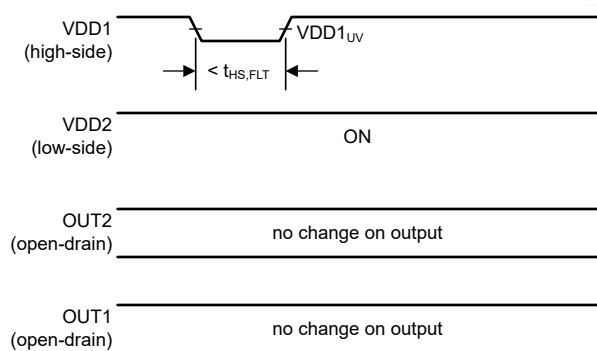 VDD1
(high-side)
VDD1UV
< tHS,FLT
VDD2
(low-side)
ON
OUT2
(open-drain)
no change on output
OUT1
(open-drain)
no change on output